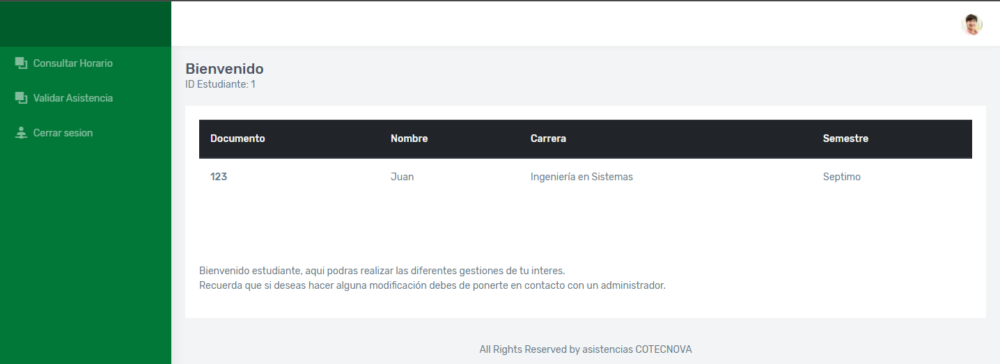 Consultar Horario
Validar Asistencia
Cerrar sesion
Bienvenido
ID Estudiante: 1
Documento Nombre Carrera Semestre
123 Juan Ingeniería en Sistemas Septimo
Bienvenido estudiante, aqui podras realizar las diferentes gestiones de tu interes.
Recuerda que si deseas hacer alguna modificación debes de ponerte en contacto con un administrador.
All Rights Reserved by asistencias COTECNOVA